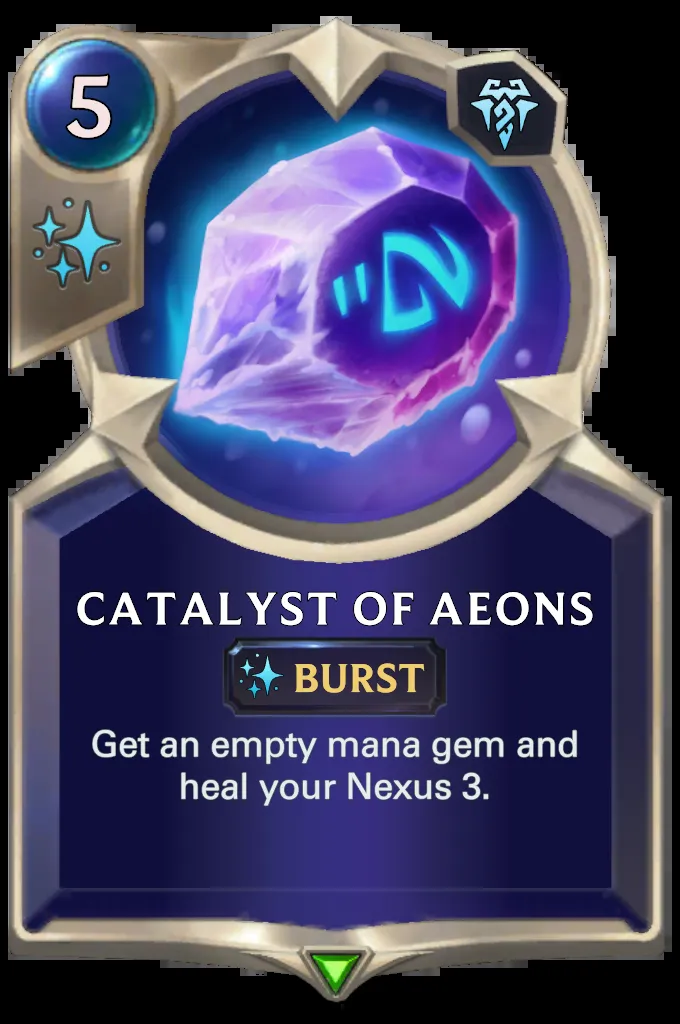 5
CATALYST OF AEONS
BURST
Get an empty mana gem and
heal your Nexus 3.